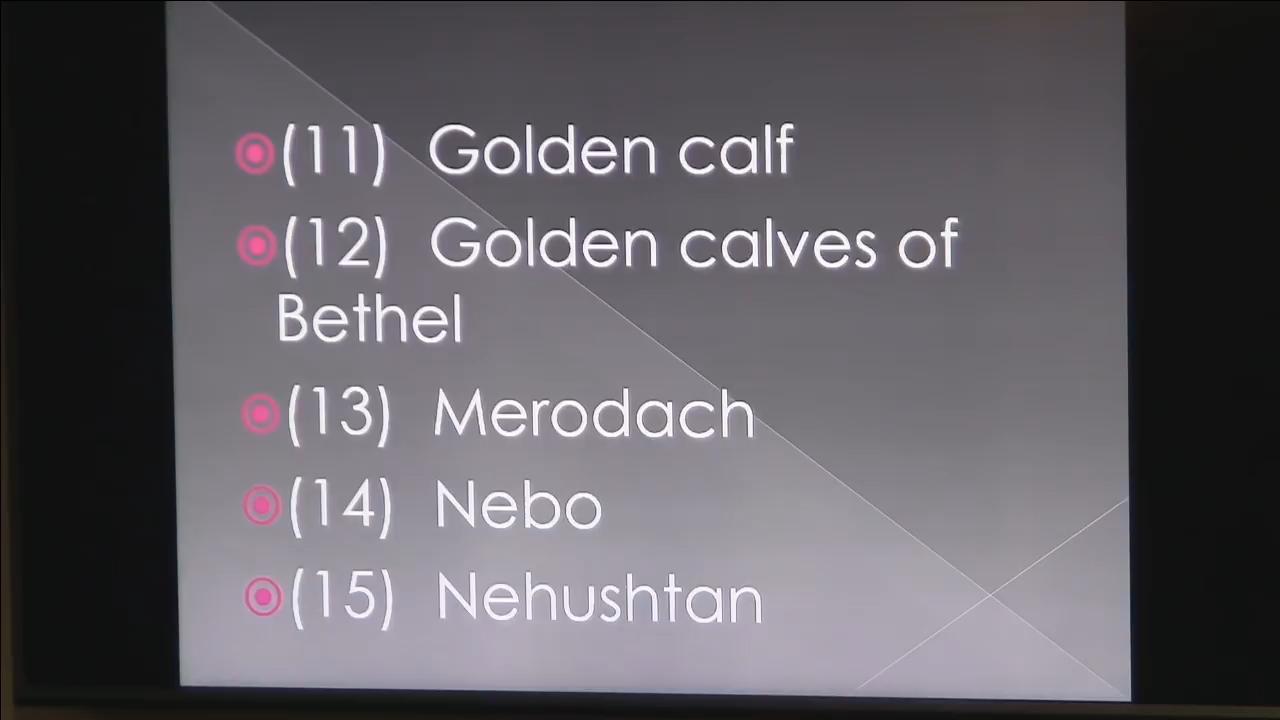 (11) Golden calf
(12) Golden calves of
Bethel
(13) Merodach
(14) Nebo
(15) Nehushtan